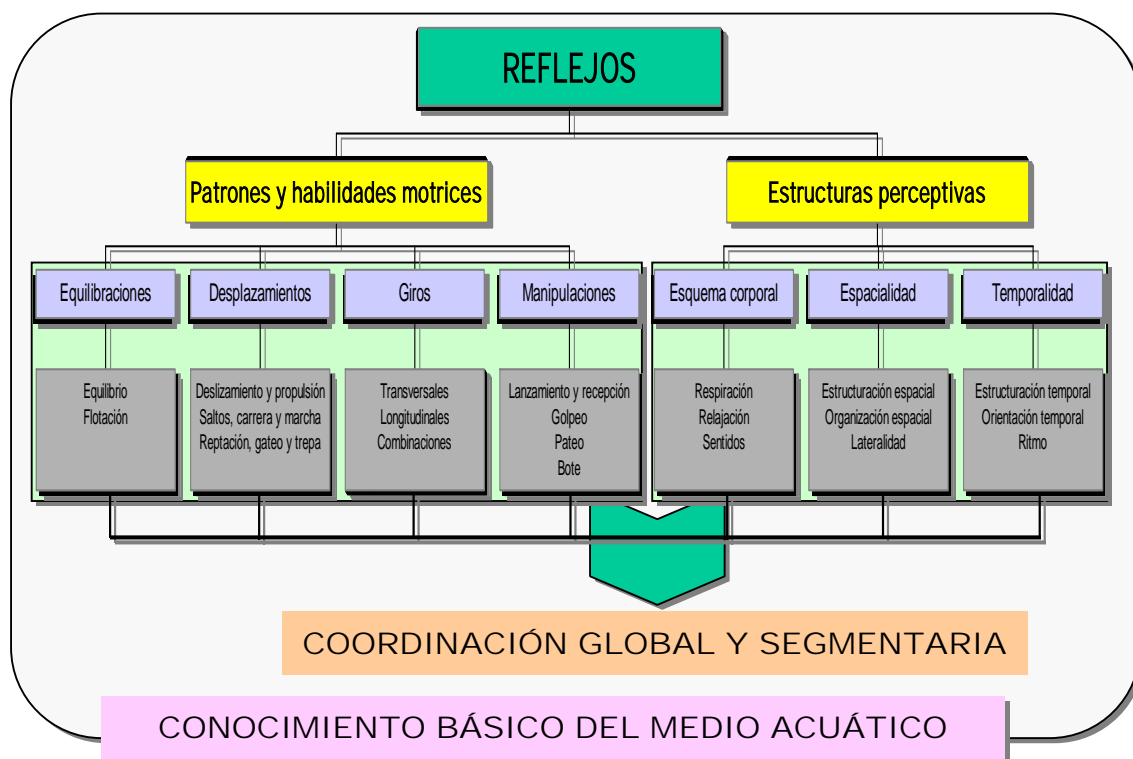 REFLEJOS
Patrones y habilidades motrices
Estructuras perceptivas
Equilibraciones
Desplazamientos
Giros
Manipulaciones
Esquema corporal
Espacialidad
Temporalidad
Equilibrio
Flotación
Deslizamiento y propulsión
Saltos, carrera y marcha
Reptación, gateo y trepa
Transversales
Longitudinales
Combinaciones
Lanzamiento y recepción
Golpeo
Pateo
Bote
Respiración
Relajación
Sentidos
Estructuración espacial
Organización espacial
Lateralidad
Estructuración temporal
Orientación temporal
Ritmo
COORDINACIÓN GLOBAL Y SEGMENTARIA
CONOCIMIENTO BÁSICO DEL MEDIO ACUÁTICO